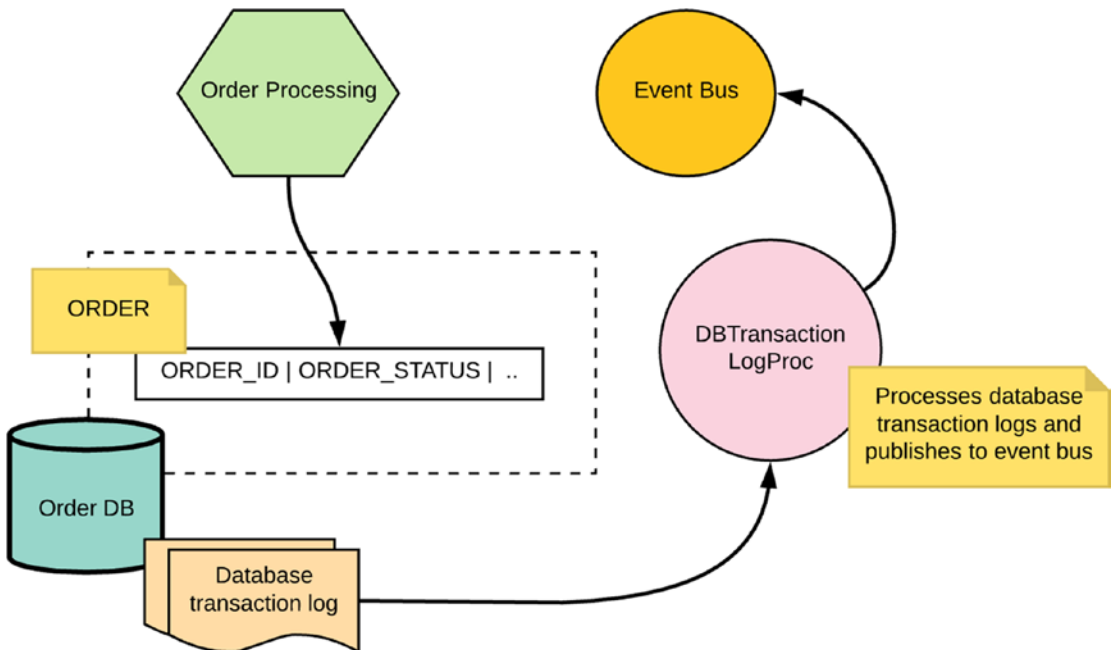 Order Processing
Event Bus
ORDER
ORDER_ID | ORDER_STATUS | ..
DBTransaction
LogProc
Processes database
transaction logs and
publishes to event bus
Order DB
Database
transaction log